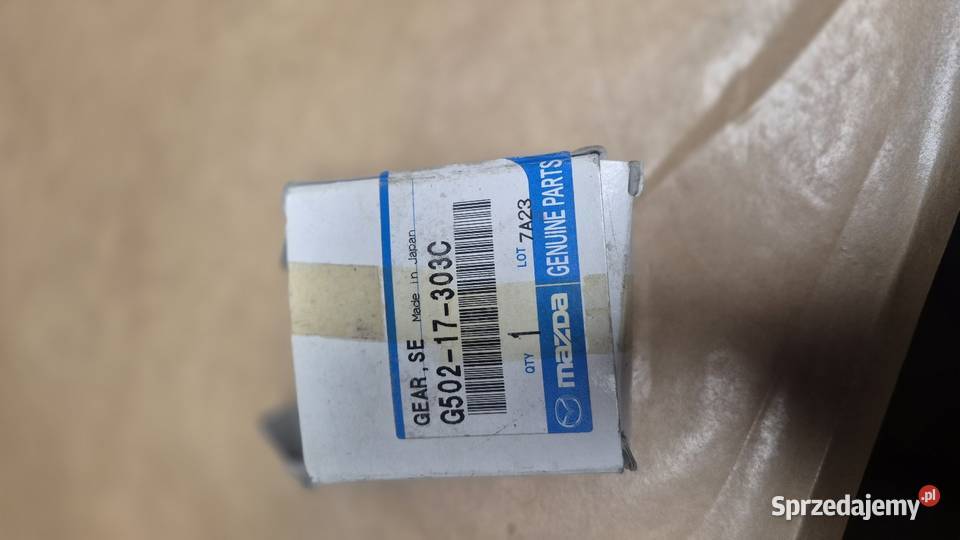 GEAR, SE Made in Japan
G502-17-303C
QTY 1 LOT 7A23
mazda GENUINE PARTS
Sprzedajemy.pl